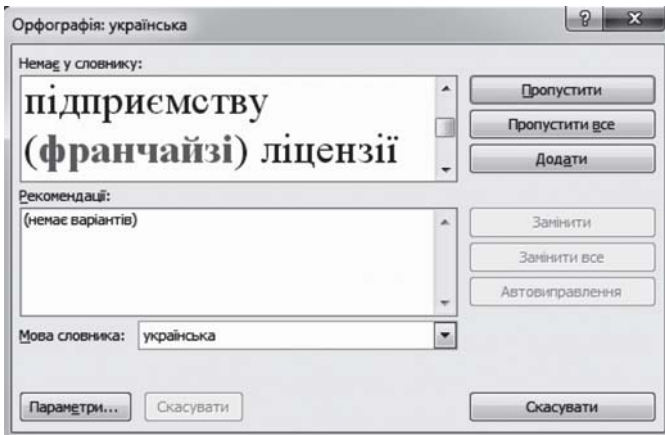 Орфографія: українська
Немає у словнику:
підприємству
(франчайзі) ліцензії
Пропустити
Пропустити все
Додати
Рекомендації:
(немає варіантів)
Замінити
Замінити все
Автовиправлення
Мова словника: українська
Параметри... Скасувати Скасувати